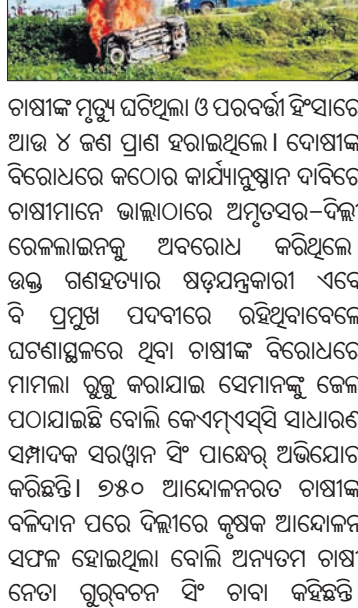 ଚାଷୀଙ୍କ ମୃତ୍ୟୁ ଘଟିଥିଲା ଓ ପରବର୍ତ୍ତୀ ହିଂସାରେ
ଆଉ ୪ ଜଣ ପ୍ରାଣ ହରାଇଥିଲେ। ଦୋଷୀଙ୍କ
ବିରୋଧରେ କଠୋର କାର୍ଯ୍ୟାନୁଷ୍ଠାନ ଦାବିରେ
ଚାଷୀମାନେ ଭାଲ୍ଲାଠାରେ ଅମୃତସର–ଦିଲ୍ଲୀ
ରେଳଲାଇନକୁ ଅବରୋଧ କରିଥିଲେ
ଉକ୍ତ ଗଣହତ୍ୟାର ଷଡ଼ଯନ୍ତ୍ରକାରୀ ଏବେ
ବି ପ୍ରମୁଖ ପଦବୀରେ ରହିଥିବାବେଳେ
ଘଟଣାସ୍ଥଳରେ ଥିବା ଚାଷୀଙ୍କ ବିରୋଧରେ
ମାମଲା ରୁଜୁ କରାଯାଇ ସେମାନଙ୍କୁ ଜେଲ
ପଠାଯାଇଛି ବୋଲି କେଏମ୍‌ଏସ୍‌ସି ସାଧାରଣ
ସମ୍ପାଦକ ସରୱାନ ସିଂ ପାନ୍ଧେର୍ ଅଭିଯୋଗ
କରିଛନ୍ତି। ୭୫୦ ଆନ୍ଦୋଳନରତ ଚାଷୀଙ୍କ
ବଳିଦାନ ପରେ ଦିଲ୍ଲୀରେ କୃଷକ ଆନ୍ଦୋଳନ
ସଫଳ ହୋଇଥିଲା ବୋଲି ଅନ୍ୟତମ ଚାଷୀ
ନେତା ଗୁର୍‌ବଚନ ସିଂ ଚାବା କହିଛନ୍ତି